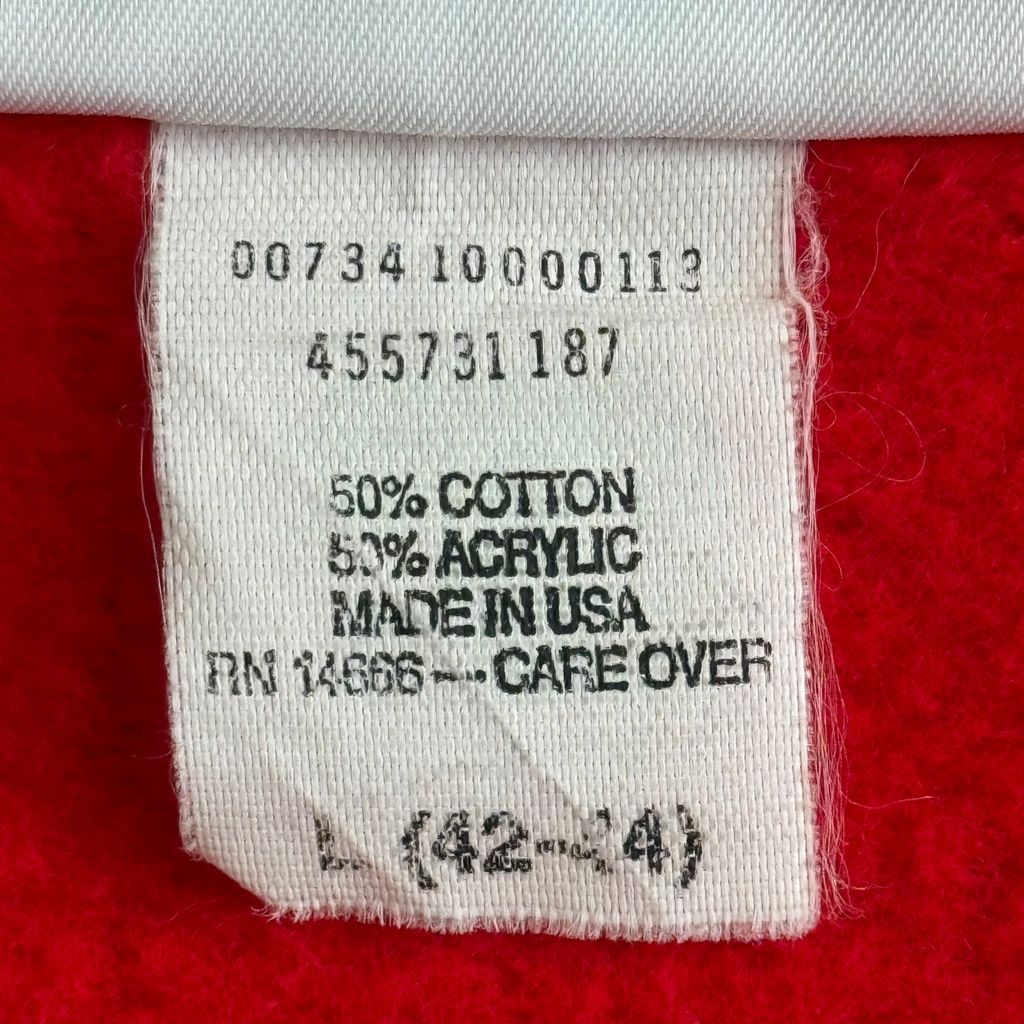 00734 10000113
455731 187
50% COTTON
50% ACRYLIC
MADE IN USA
RN 14666 — CARE OVER
L (42-44)